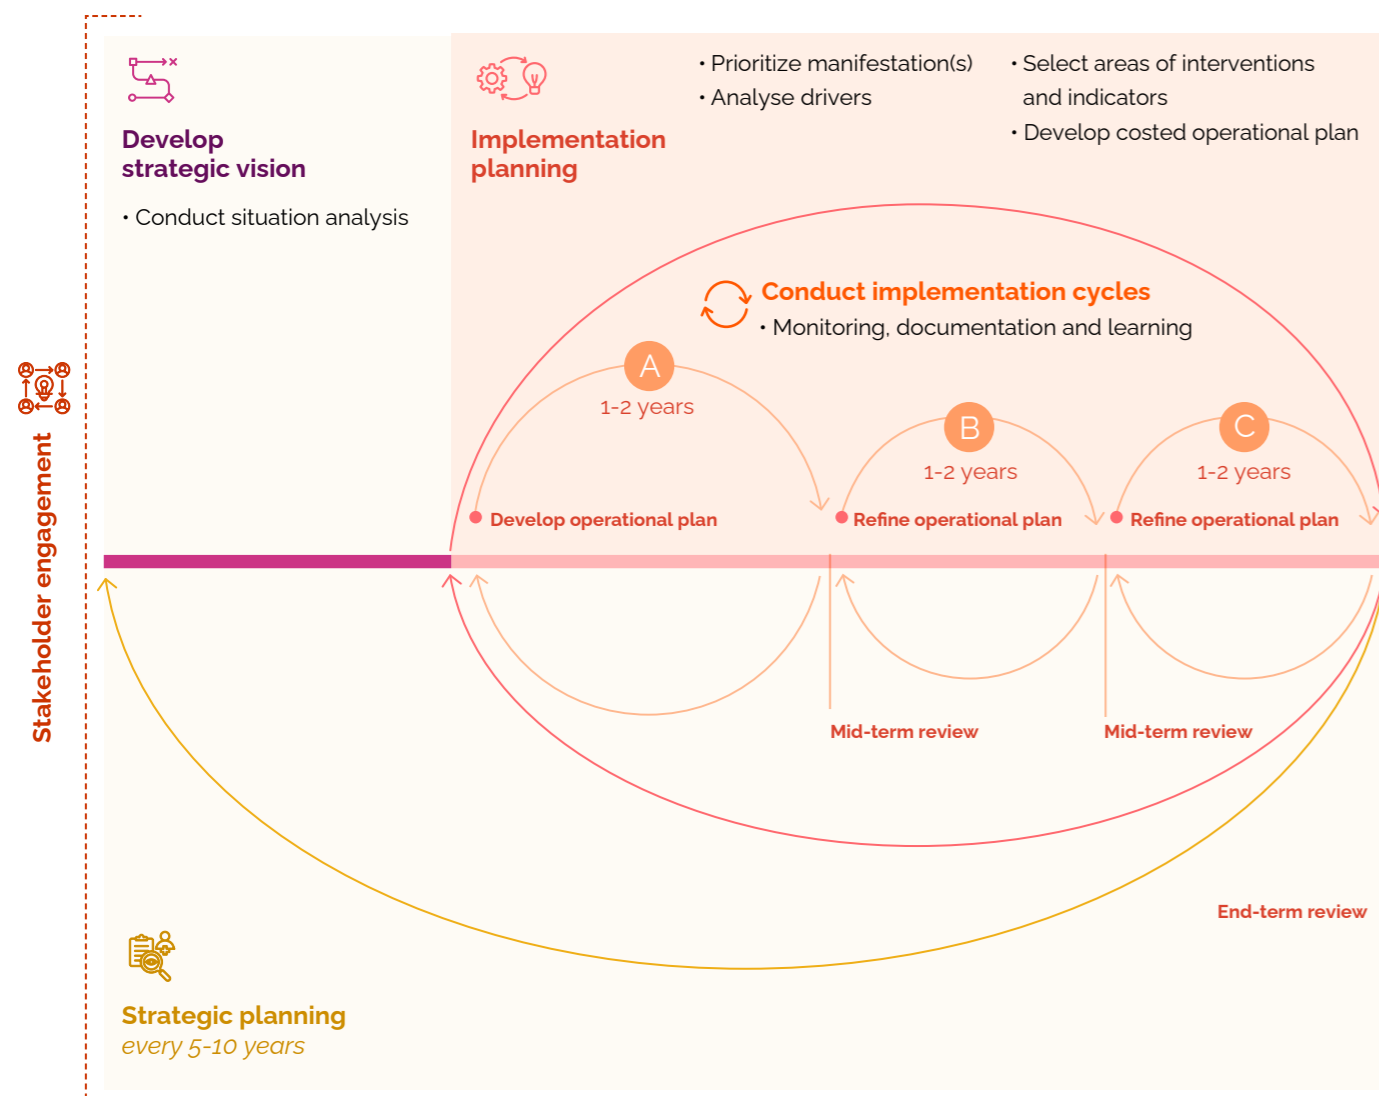 Stakeholder engagement
Develop
strategic vision
• Conduct situation analysis
Implementation
planning
• Prioritize manifestation(s)
• Analyse drivers
• Select areas of interventions
and indicators
• Develop costed operational plan
Conduct implementation cycles
• Monitoring, documentation and learning
A
1-2 years
B
1-2 years
C
1-2 years
Develop operational plan
Refine operational plan
Refine operational plan
Mid-term review
Mid-term review
End-term review
Strategic planning
every 5-10 years